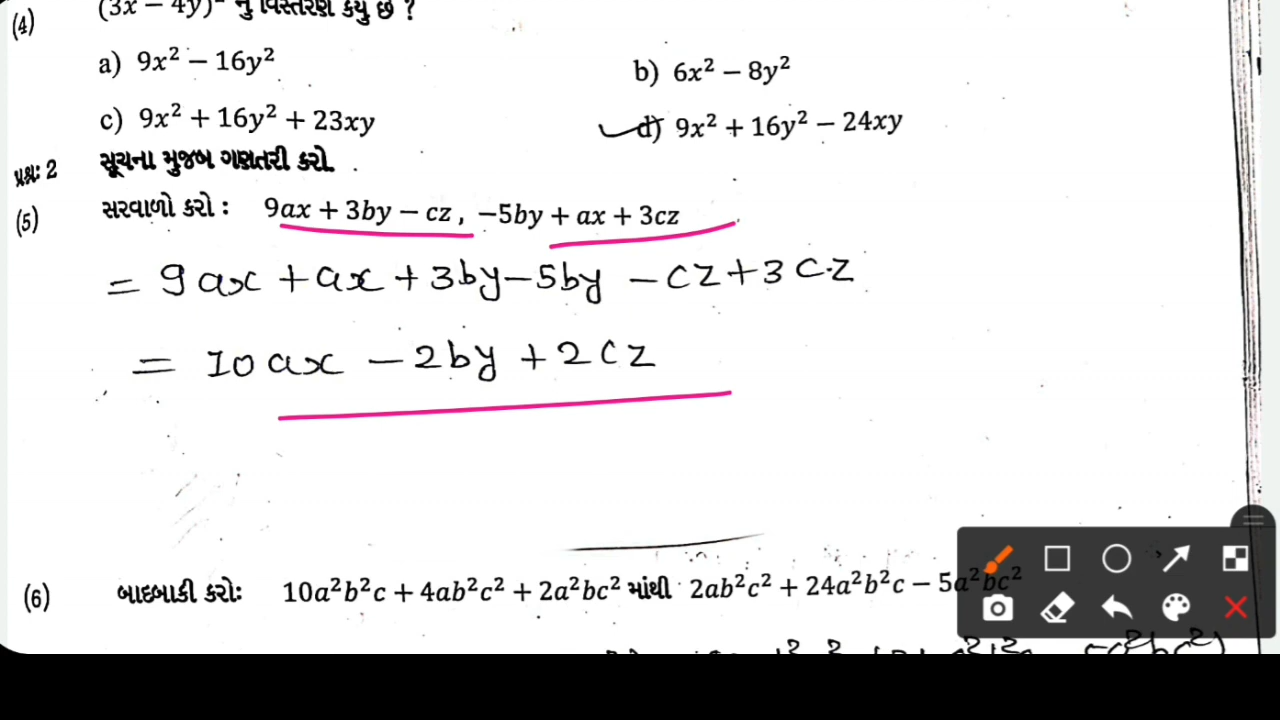 (4) (3x − 4y)² નું વિસ્તરણ કયું છે ?
a) 9x² − 16y² b) 6x² − 8y²
c) 9x² + 16y² + 23xy d) 9x² + 16y² − 24xy
પ્રશ્ન: 2 સૂચના મુજબ ગણતરી કરો.
(5) સરવાળો કરો : 9ax + 3by − cz , −5by + ax + 3cz
= 9ax + ax + 3by − 5by − cz + 3cz
= 10ax − 2by + 2cz
(6) બાદબાકી કરો: 10a²b²c + 4ab²c² + 2a²bc² માંથી 2ab²c² + 24a²b²c − 5a²bc²